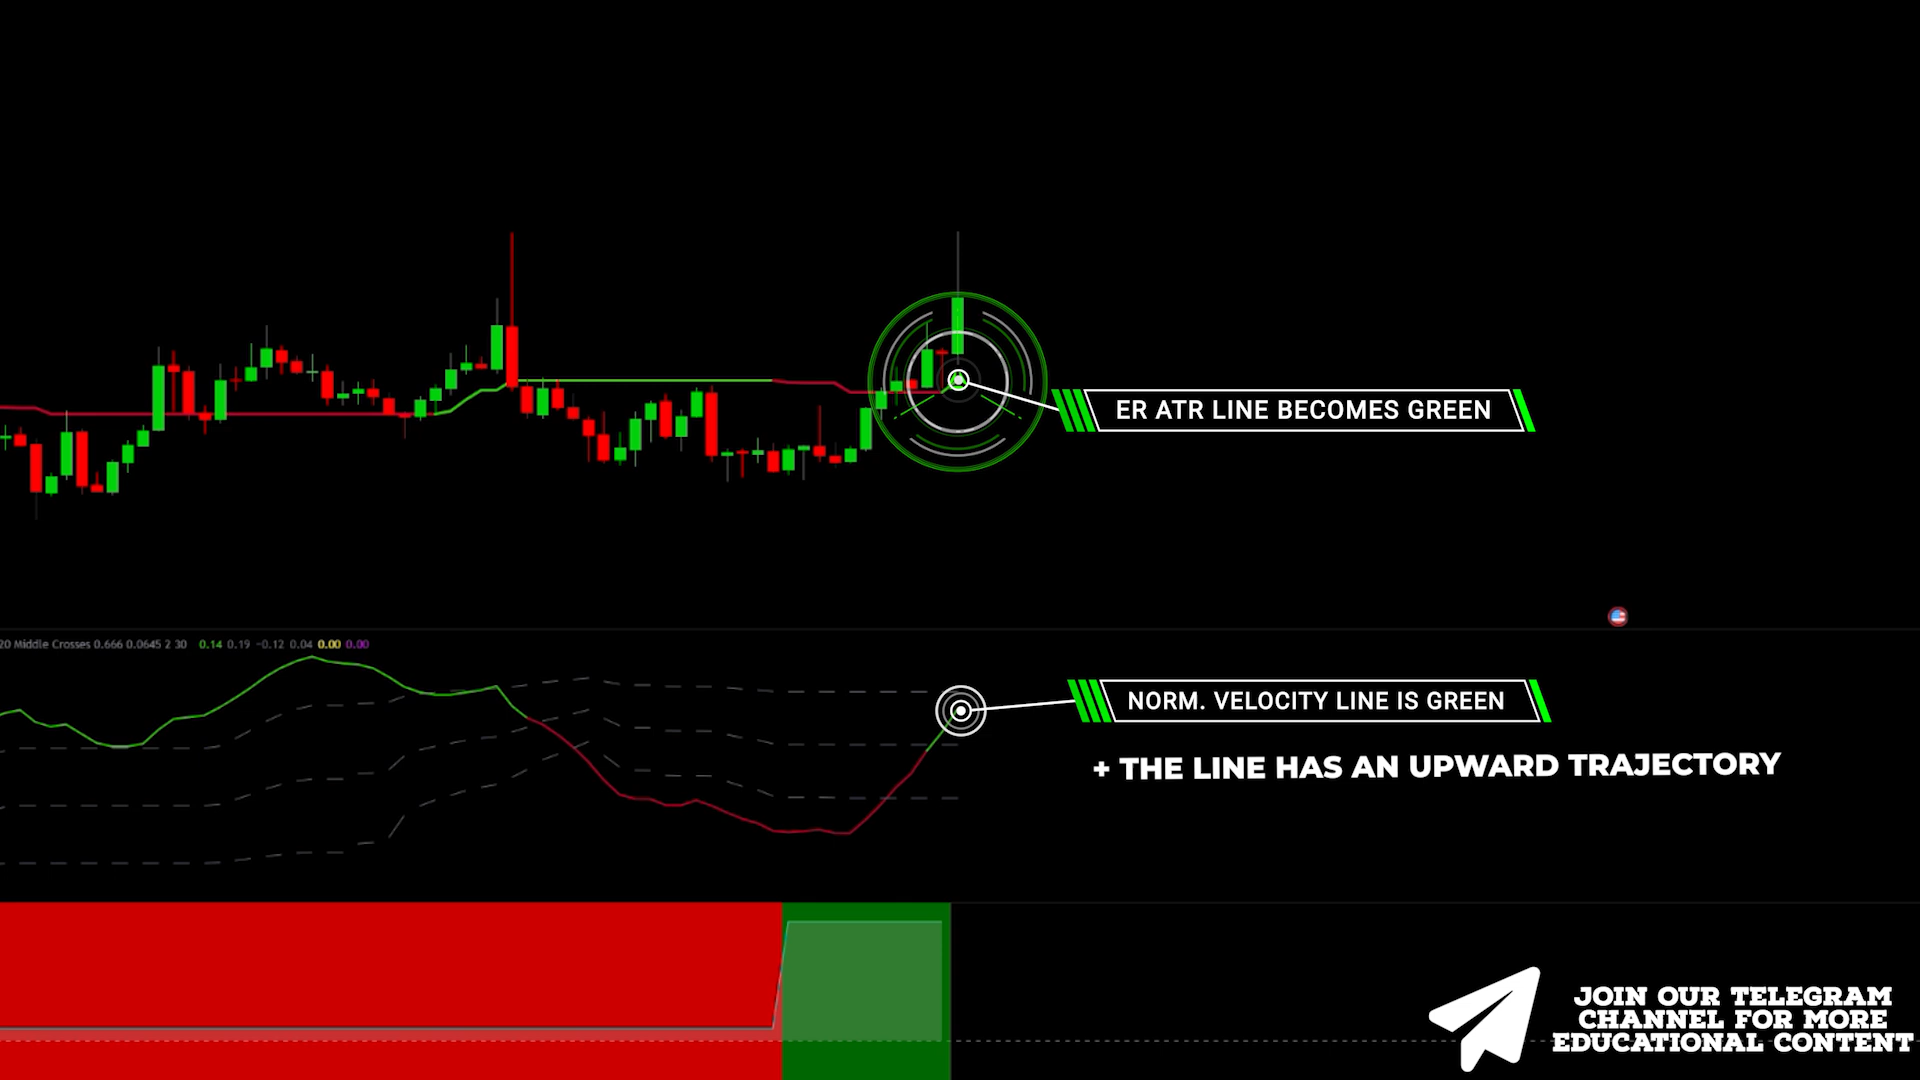 ER ATR LINE BECOMES GREEN
20 Middle Crosses 0.666 0.0645 2 30 0.14 0.19 −0.12 0.04 0.00 0.00
NORM. VELOCITY LINE IS GREEN
+ THE LINE HAS AN UPWARD TRAJECTORY
JOIN OUR TELEGRAM
CHANNEL FOR MORE
EDUCATIONAL CONTENT